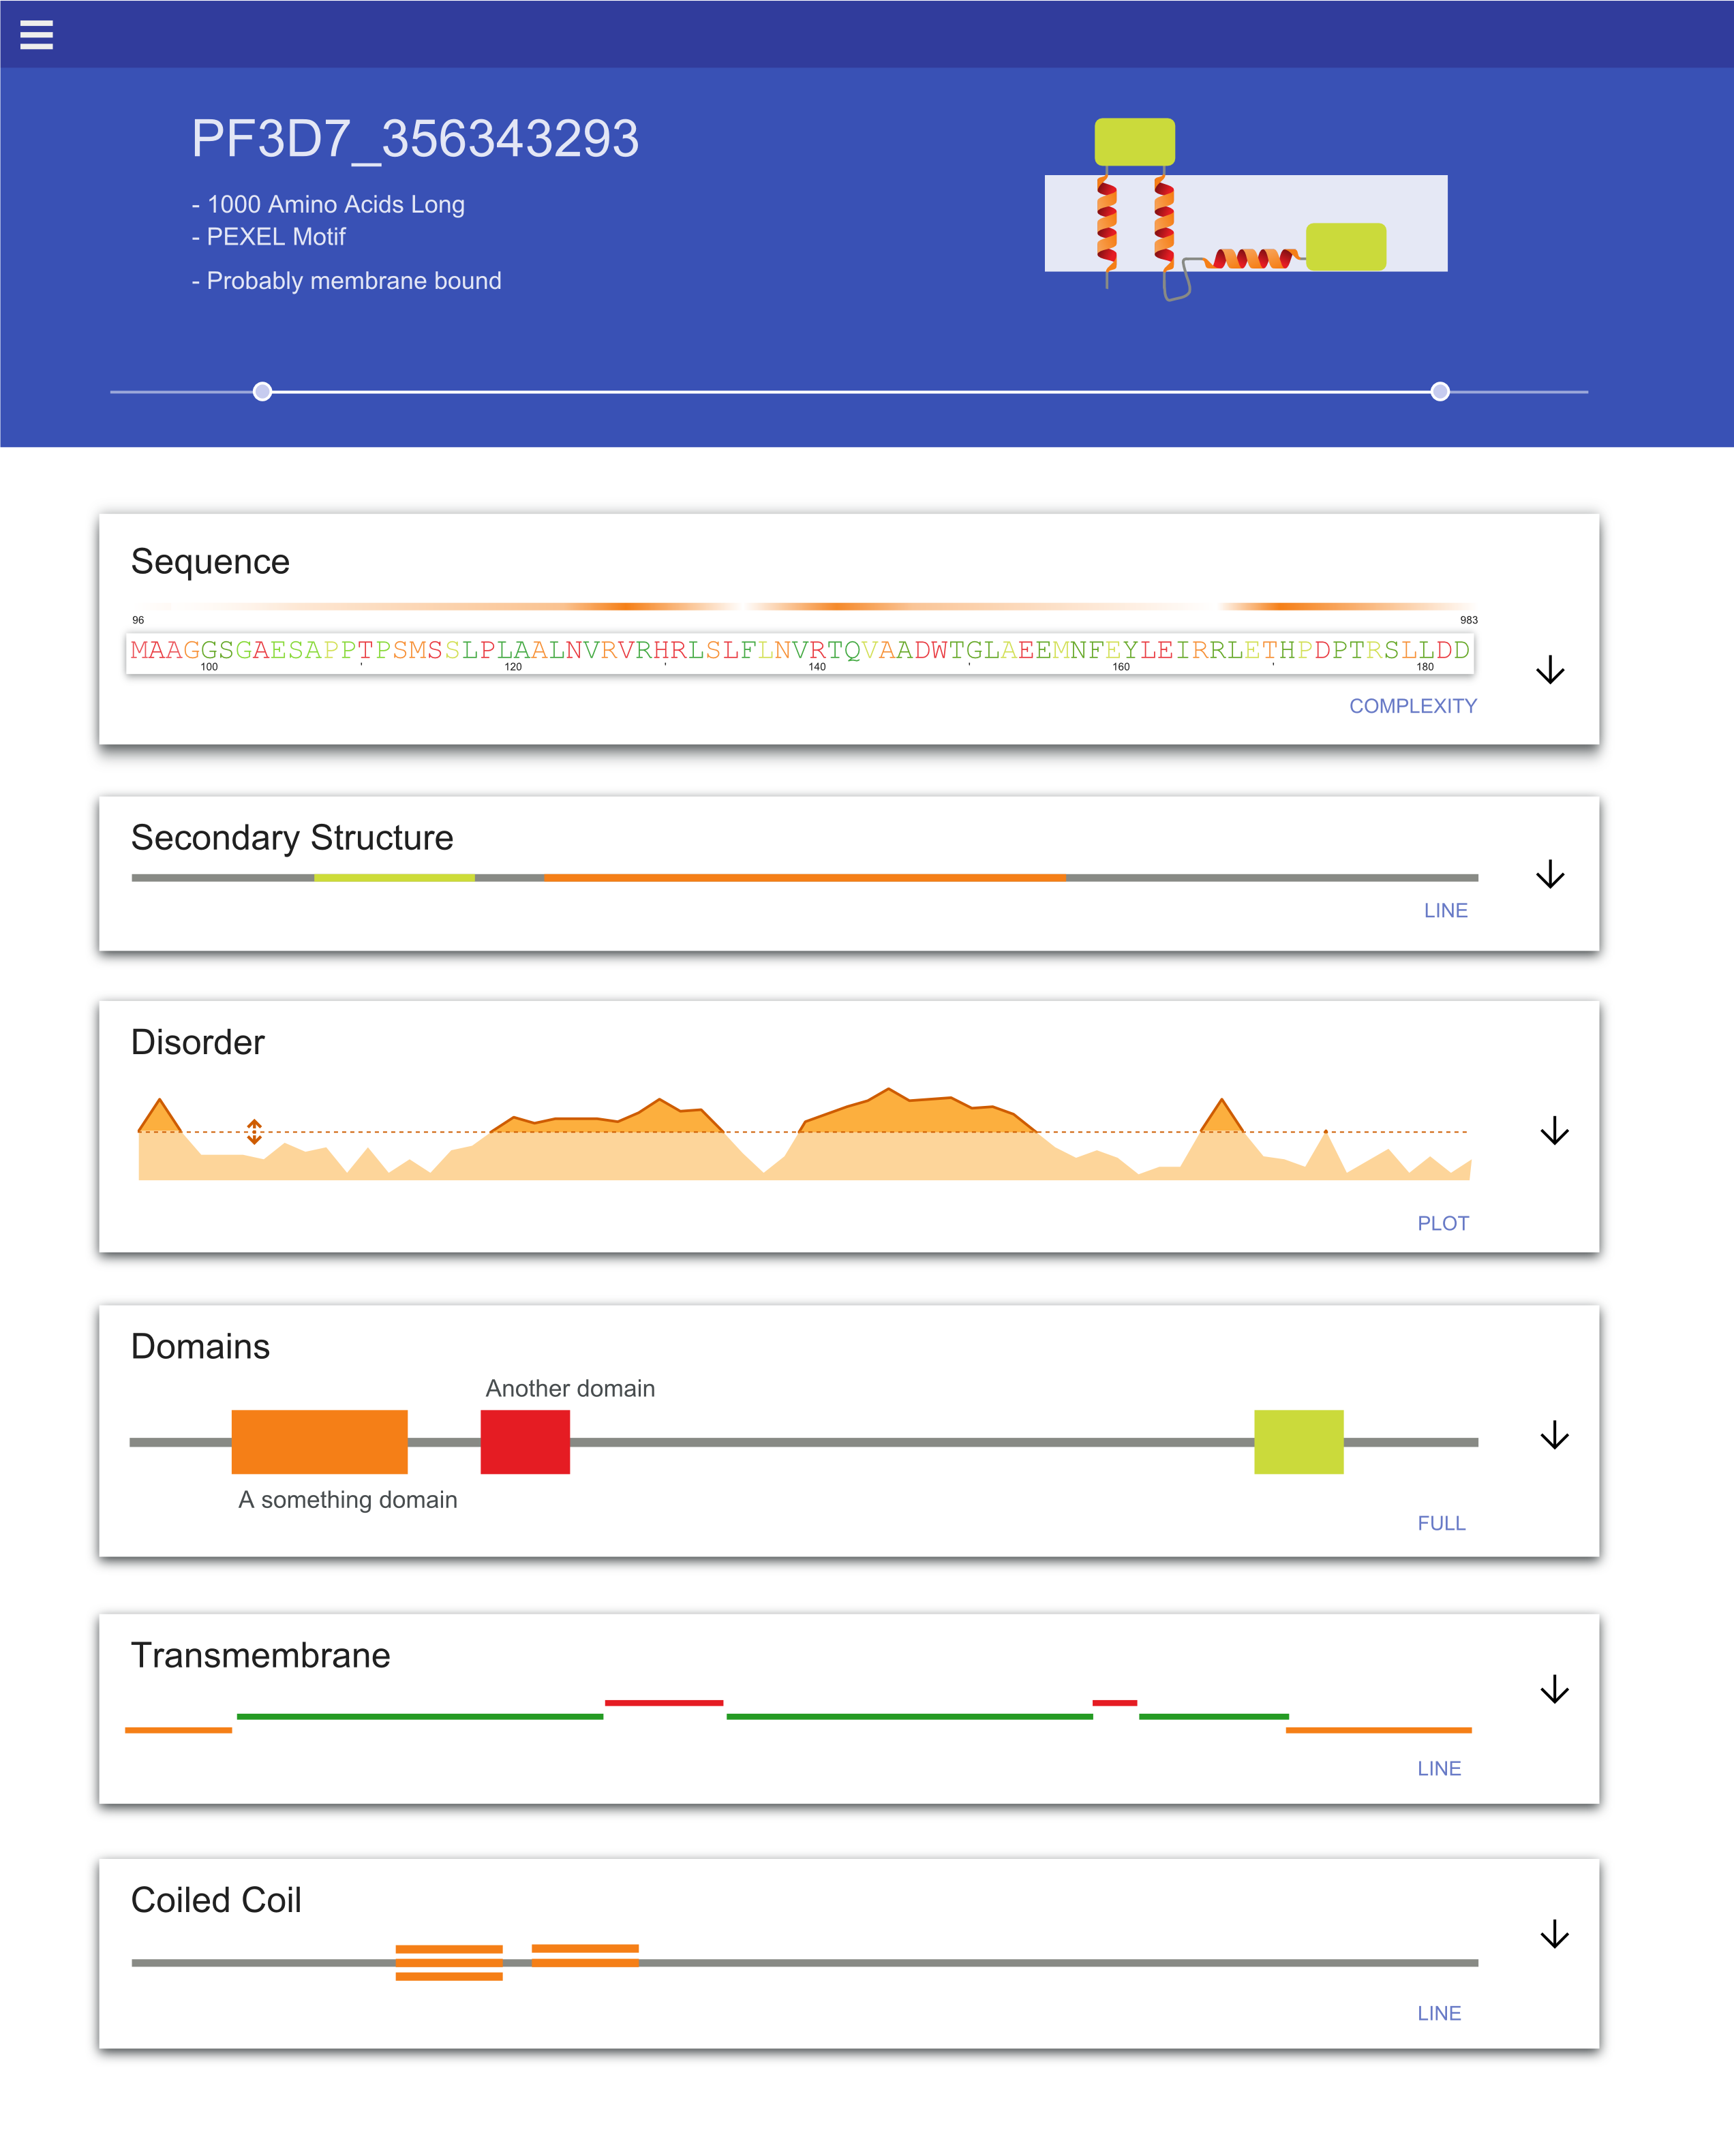 PF3D7_356343293
- 1000 Amino Acids Long
- PEXEL Motif
- Probably membrane bound
Sequence
96 983
MAAGGSGAESAPPTPSMSSLPLAALNVRVRHRLSLFLNVRTQVAADWTGLAEEMNFEYLEIRRLETHPDPTRSLLDD
100 120 140 160 180
COMPLEXITY
Secondary Structure
LINE
Disorder
PLOT
Domains
Another domain
A something domain
FULL
Transmembrane
LINE
Coiled Coil
LINE